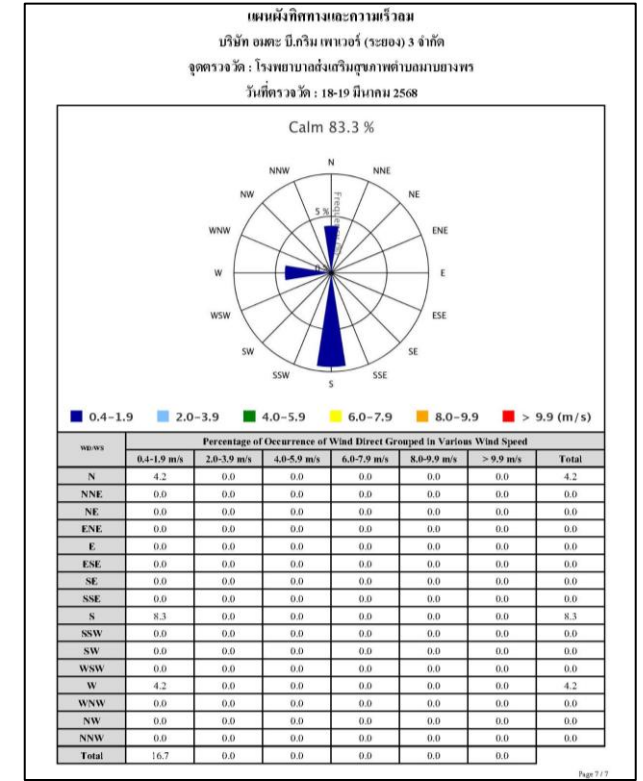 แผนผังทิศทางและความเร็วลม
บริษัท อมตะ บี.กริม เพาเวอร์ (ระยอง) 3 จำกัด
จุดตรวจวัด : โรงพยาบาลส่งเสริมสุขภาพตำบลมาบยางพร
วันที่ตรวจวัด : 18-19 มีนาคม 2568
Calm 83.3 %
N
NNW NNE
NW NE
5 %
WNW ENE
W E
WSW ESE
SW SE
SSW SSE
S
0.4-1.9 2.0-3.9 4.0-5.9 6.0-7.9 8.0-9.9 > 9.9 (m/s)
WD/WS Percentage of Occurrence of Wind Direct Grouped in Various Wind Speed
0.4-1.9 m/s 2.0-3.9 m/s 4.0-5.9 m/s 6.0-7.9 m/s 8.0-9.9 m/s > 9.9 m/s Total
N 4.2 0.0 0.0 0.0 0.0 0.0 4.2
NNE 0.0 0.0 0.0 0.0 0.0 0.0 0.0
NE 0.0 0.0 0.0 0.0 0.0 0.0 0.0
ENE 0.0 0.0 0.0 0.0 0.0 0.0 0.0
E 0.0 0.0 0.0 0.0 0.0 0.0 0.0
ESE 0.0 0.0 0.0 0.0 0.0 0.0 0.0
SE 0.0 0.0 0.0 0.0 0.0 0.0 0.0
SSE 0.0 0.0 0.0 0.0 0.0 0.0 0.0
S 8.3 0.0 0.0 0.0 0.0 0.0 8.3
SSW 0.0 0.0 0.0 0.0 0.0 0.0 0.0
SW 0.0 0.0 0.0 0.0 0.0 0.0 0.0
WSW 0.0 0.0 0.0 0.0 0.0 0.0 0.0
W 4.2 0.0 0.0 0.0 0.0 0.0 4.2
WNW 0.0 0.0 0.0 0.0 0.0 0.0 0.0
NW 0.0 0.0 0.0 0.0 0.0 0.0 0.0
NNW 0.0 0.0 0.0 0.0 0.0 0.0 0.0
Total 16.7 0.0 0.0 0.0 0.0 0.0
Page 7 / 7